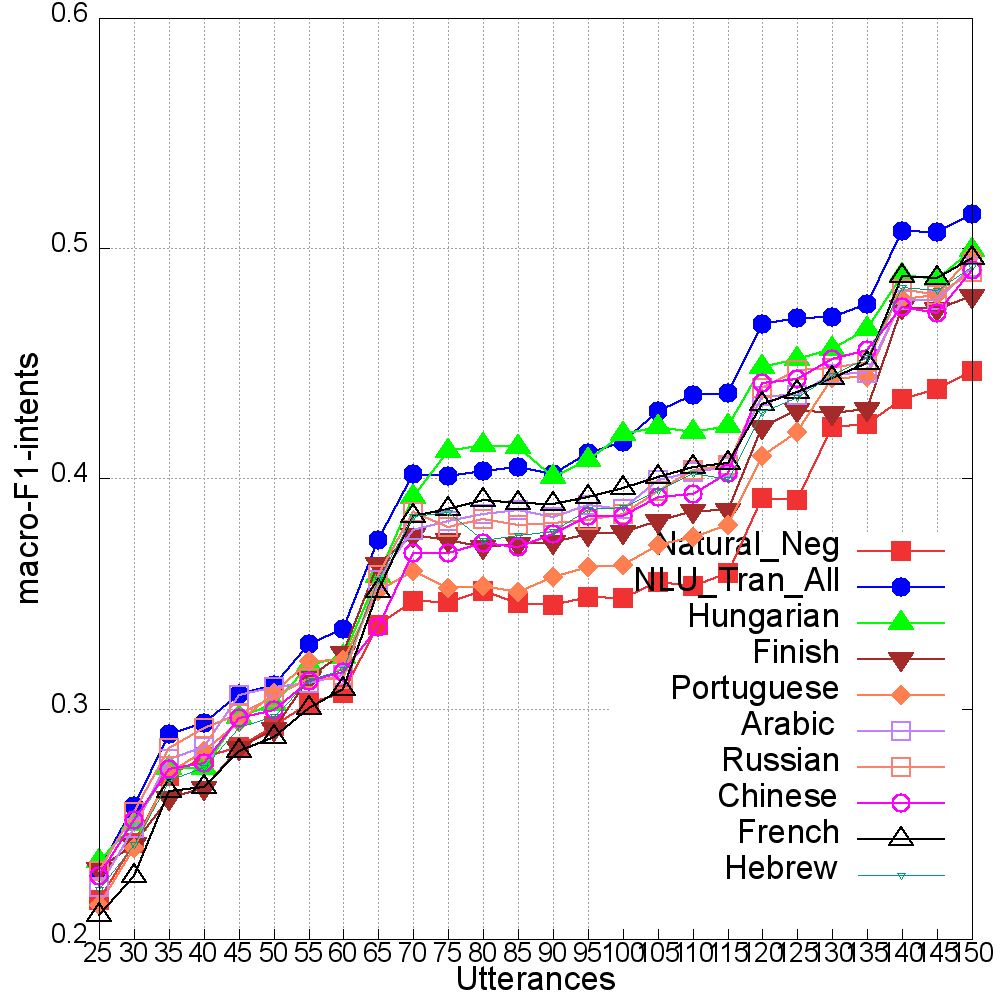 0.6
0.5
0.4
0.3
0.2
macro-F1-intents
Natural_Neg
NLU_Tran_All
Hungarian
Finish
Portuguese
Arabic
Russian
Chinese
French
Hebrew
25 30 35 40 45 50 55 60 65 70 75 80 85 90 95 100 105 110 115 120 125 130 135 140 145 150
Utterances